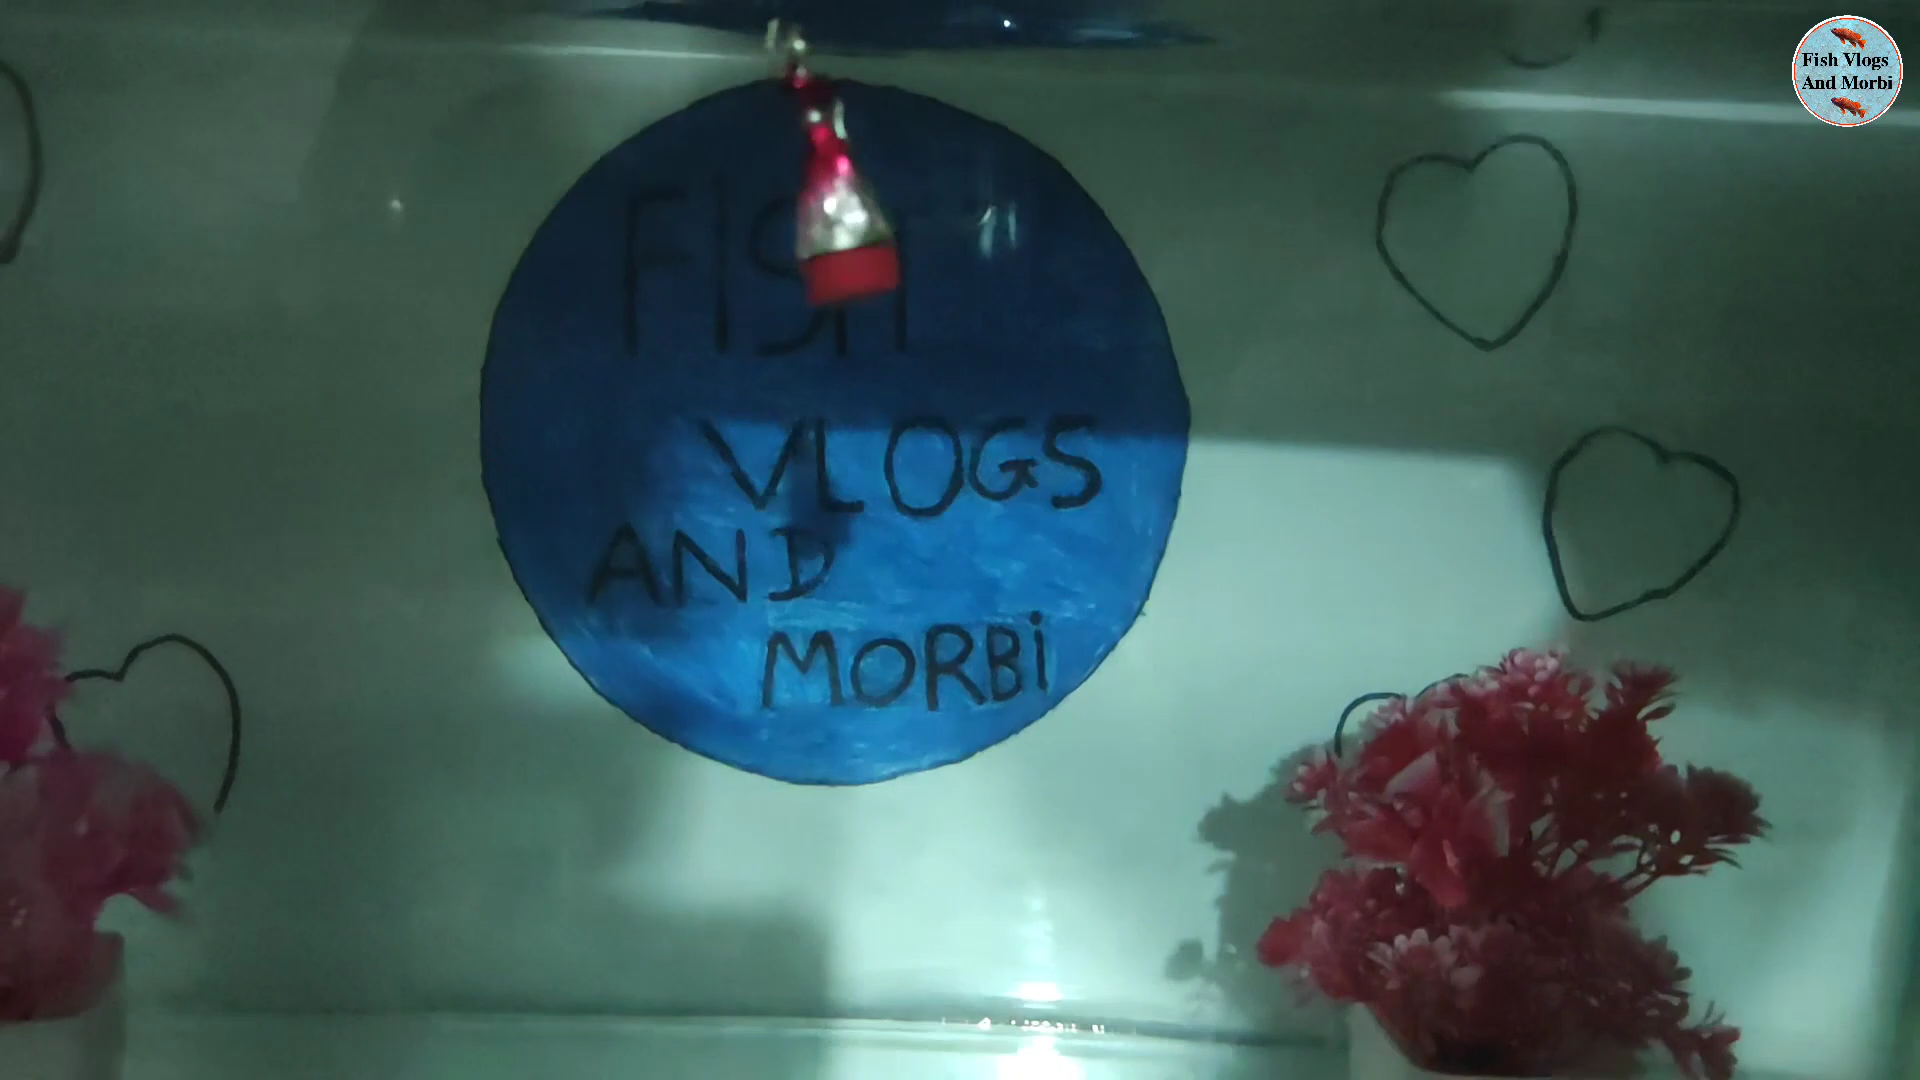 Fish Vlogs
And Morbi
FISH
VLOGS
AND
MORBi